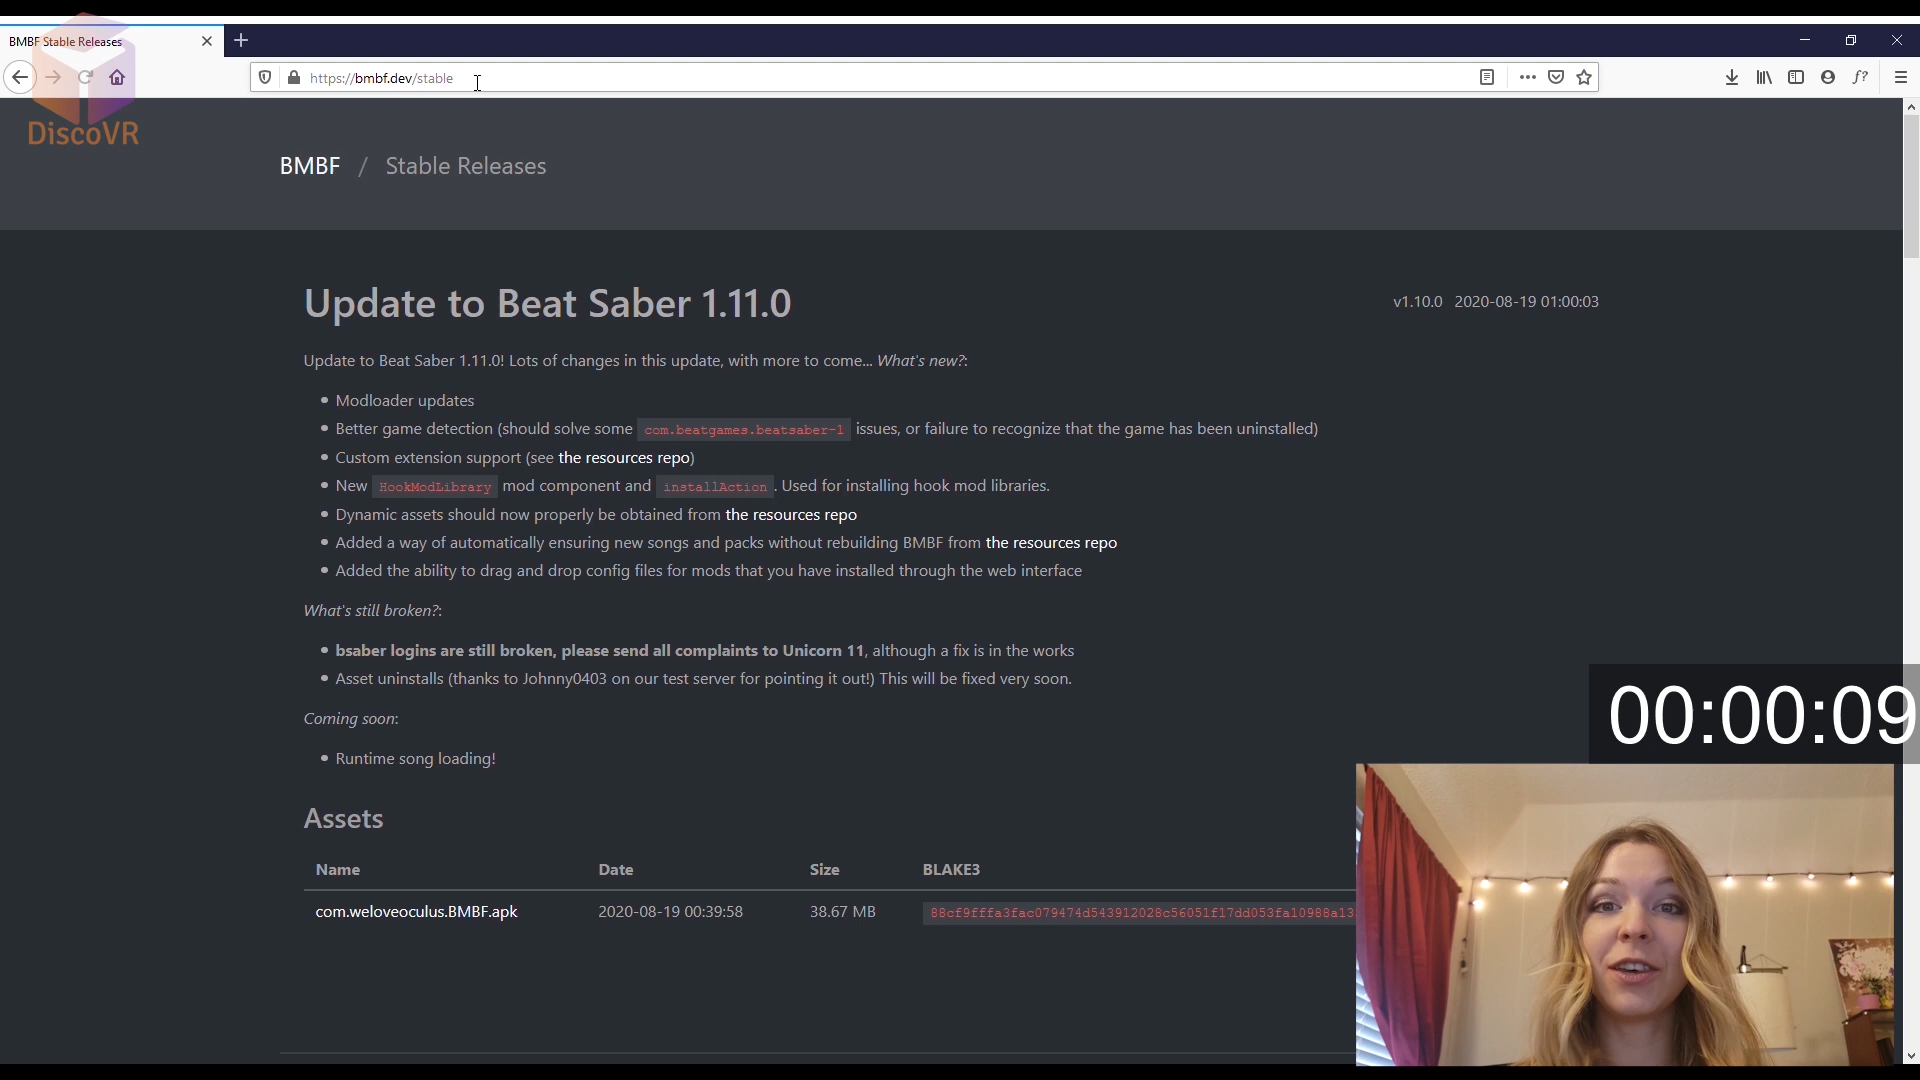 BMBF Stable Releases
https://bmbf.dev/stable
DiscoVR
BMBF / Stable Releases
Update to Beat Saber 1.11.0
v1.10.0 2020-08-19 01:00:03
Update to Beat Saber 1.11.0! Lots of changes in this update, with more to come... What's new?:
• Modloader updates
• Better game detection (should solve some com.beatgames.beatsaber-1 issues, or failure to recognize that the game has been uninstalled)
• Custom extension support (see the resources repo)
• New HookModLibrary mod component and installAction. Used for installing hook mod libraries.
• Dynamic assets should now properly be obtained from the resources repo
• Added a way of automatically ensuring new songs and packs without rebuilding BMBF from the resources repo
• Added the ability to drag and drop config files for mods that you have installed through the web interface
What's still broken?:
• bsaber logins are still broken, please send all complaints to Unicorn 11, although a fix is in the works
• Asset uninstalls (thanks to Johnny0403 on our test server for pointing it out!) This will be fixed very soon.
Coming soon:
• Runtime song loading!
00:00:09
Assets
Name Date Size BLAKE3
com.weloveoculus.BMBF.apk 2020-08-19 00:39:58 38.67 MB 88cf9fffa3fac079474d543912028c56051f17dd053fa10988a13